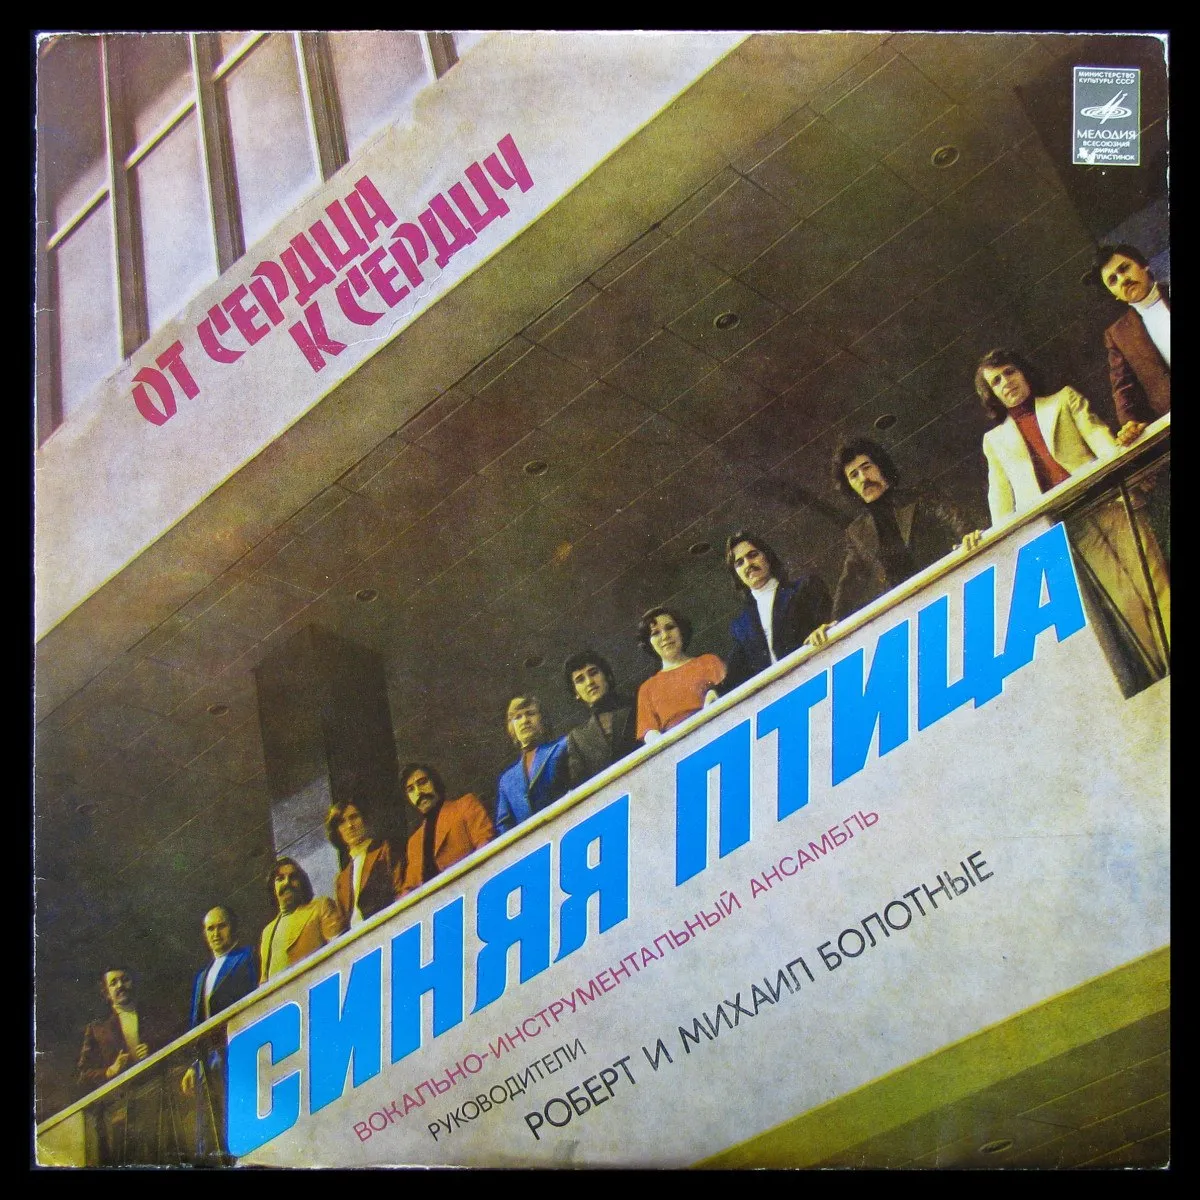 МИНИСТЕРСТВО
КУЛЬТУРЫ СССР
МЕЛОДИЯ
ВСЕСОЮЗНАЯ
ФИРМА
ГРАМПЛАСТИНОК
ОТ СЕРДЦА
К СЕРДЦУ
СИНЯЯ ПТИЦА
ВОКАЛЬНО-ИНСТРУМЕНТАЛЬНЫЙ АНСАМБЛЬ
РУКОВОДИТЕЛИ
РОБЕРТ И МИХАИЛ БОЛОТНЫЕ